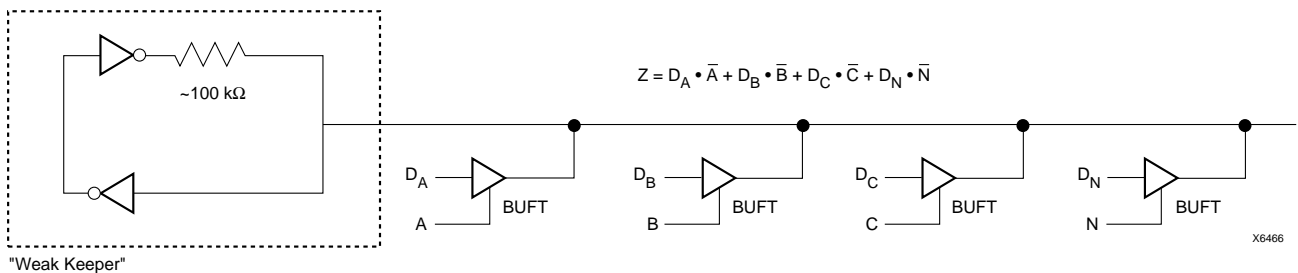 Z = D_A • A̅ + D_B • B̅ + D_C • C̅ + D_N • N̅
~100 kΩ
D_A
BUFT
A
D_B
BUFT
B
D_C
BUFT
C
D_N
BUFT
N
X6466
"Weak Keeper"